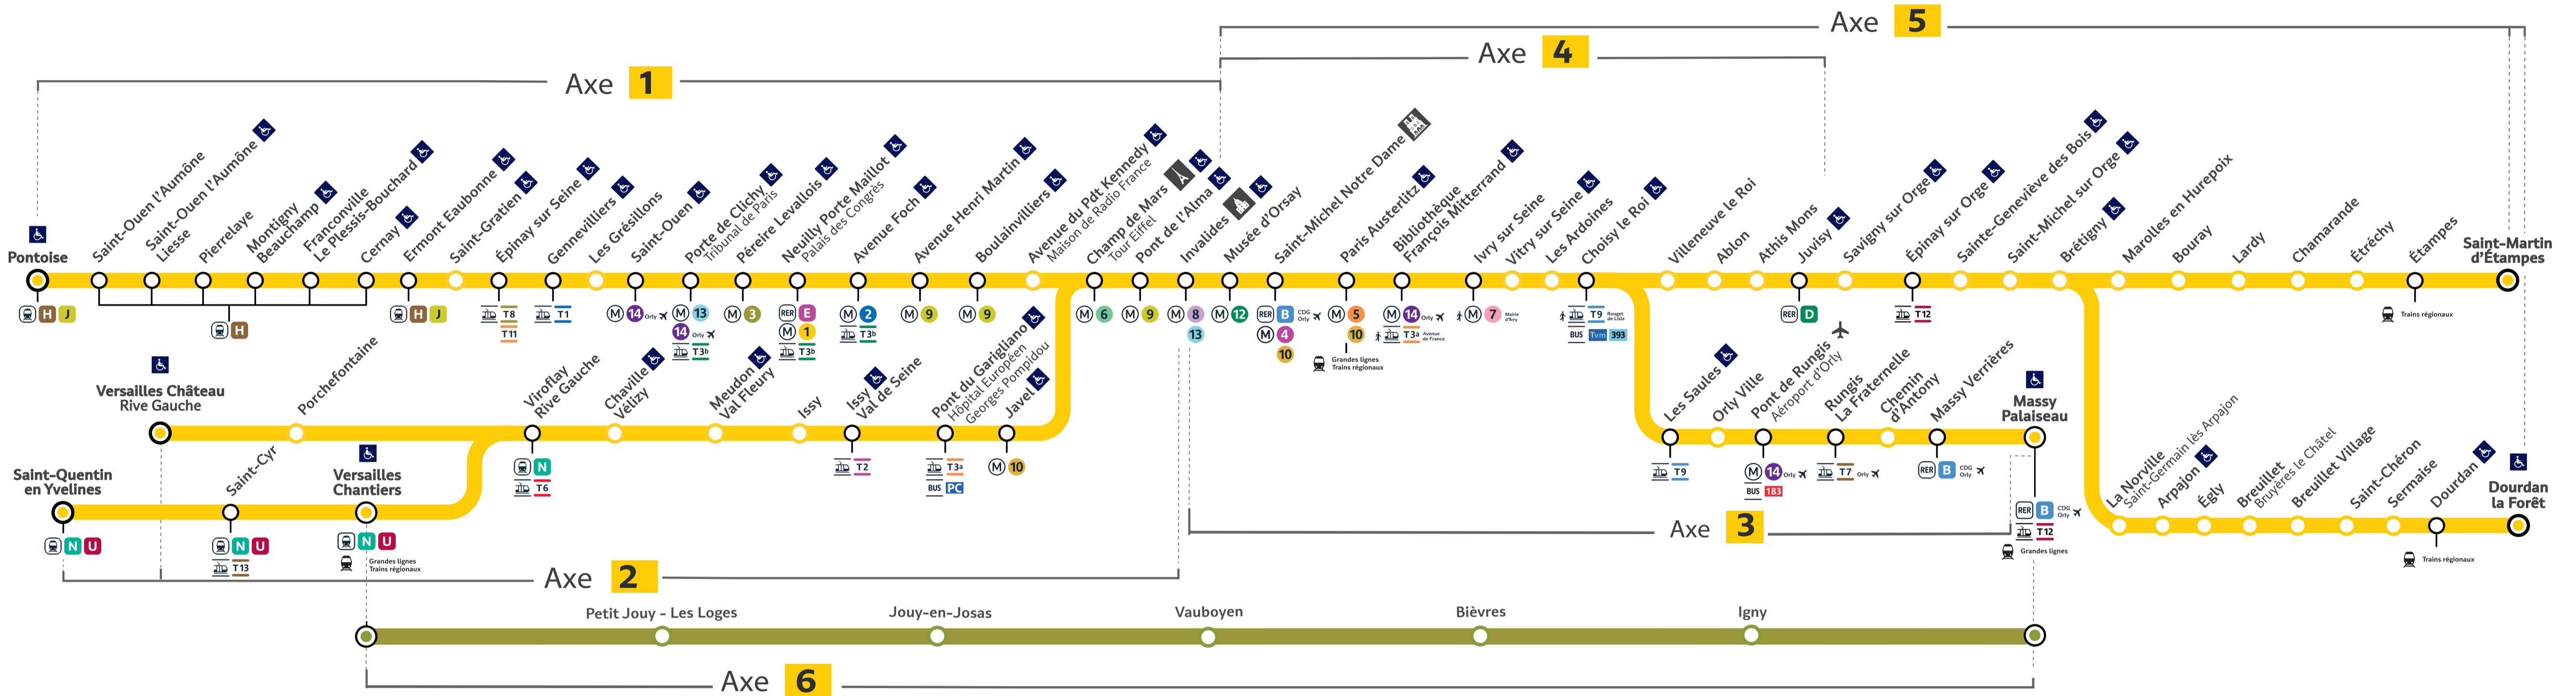 Axe 5
Axe 4
Axe 1
Pontoise
H J
Saint-Ouen l'Aumône
Saint-Ouen l'Aumône
Liesse
Pierrelaye
Montigny
Beauchamp
Franconville
Le Plessis-Bouchard
Cernay
H
Ermont Eaubonne
H J
Saint-Gratien
Épinay sur Seine
T8
T11
Gennevilliers
T1
Les Grésillons
Saint-Ouen
M 14 Orly
Porte de Clichy
Tribunal de Paris
M 13
14 Orly
T3b
Péreire Levallois
M 3
Neuilly Porte Maillot
Palais des Congrès
RER E
M 1
T3b
Avenue Foch
M 2
T3b
Avenue Henri Martin
M 9
Boulainvilliers
M 9
Avenue du Pdt Kennedy
Maison de Radio France
Champ de Mars
Tour Eiffel
M 6
Pont de l'Alma
M 9
Invalides
M 8
13
Musée d'Orsay
M 12
Saint-Michel Notre Dame
RER B CDG
Orly
M 4
10
Paris Austerlitz
M 5
10
Grandes lignes
Trains régionaux
Bibliothèque
François Mitterrand
M 14 Orly
T3a Avenue
de France
Ivry sur Seine
M 7 Mairie
d'Ivry
Vitry sur Seine
Les Ardoines
Choisy le Roi
T9 Rouget
de Lisle
BUS Tvm 393
Villeneuve le Roi
Ablon
Athis Mons
Juvisy
RER D
Savigny sur Orge
Épinay sur Orge
T12
Sainte-Geneviève des Bois
Saint-Michel sur Orge
Brétigny
Marolles en Hurepoix
Bouray
Lardy
Chamarande
Étréchy
Étampes
Trains régionaux
Saint-Martin
d'Étampes
Versailles Château
Rive Gauche
Porchefontaine
Viroflay
Rive Gauche
N
T6
Chaville
Vélizy
Meudon
Val Fleury
Issy
Issy
Val de Seine
T2
Pont du Garigliano
Hôpital Européen
Georges Pompidou
T3a
BUS PC
Javel
M 10
Les Saules
T9
Orly Ville
Pont de Rungis
Aéroport d'Orly
M 14 Orly
BUS 183
Rungis
La Fraternelle
T7 Orly
Chemin
d'Antony
Massy Verrières
RER B CDG
Orly
Massy
Palaiseau
RER B CDG
Orly
T12
Grandes lignes
La Norville
Saint-Germain lès Arpajon
Arpajon
Égly
Breuillet
Bruyères le Châtel
Breuillet Village
Saint-Chéron
Sermaise
Dourdan
Trains régionaux
Dourdan
la Forêt
Saint-Quentin
en Yvelines
N U
Saint-Cyr
N U
T13
Versailles
Chantiers
N U
Grandes lignes
Trains régionaux
Axe 3
Axe 2
Petit Jouy - Les Loges
Jouy-en-Josas
Vauboyen
Bièvres
Igny
Axe 6